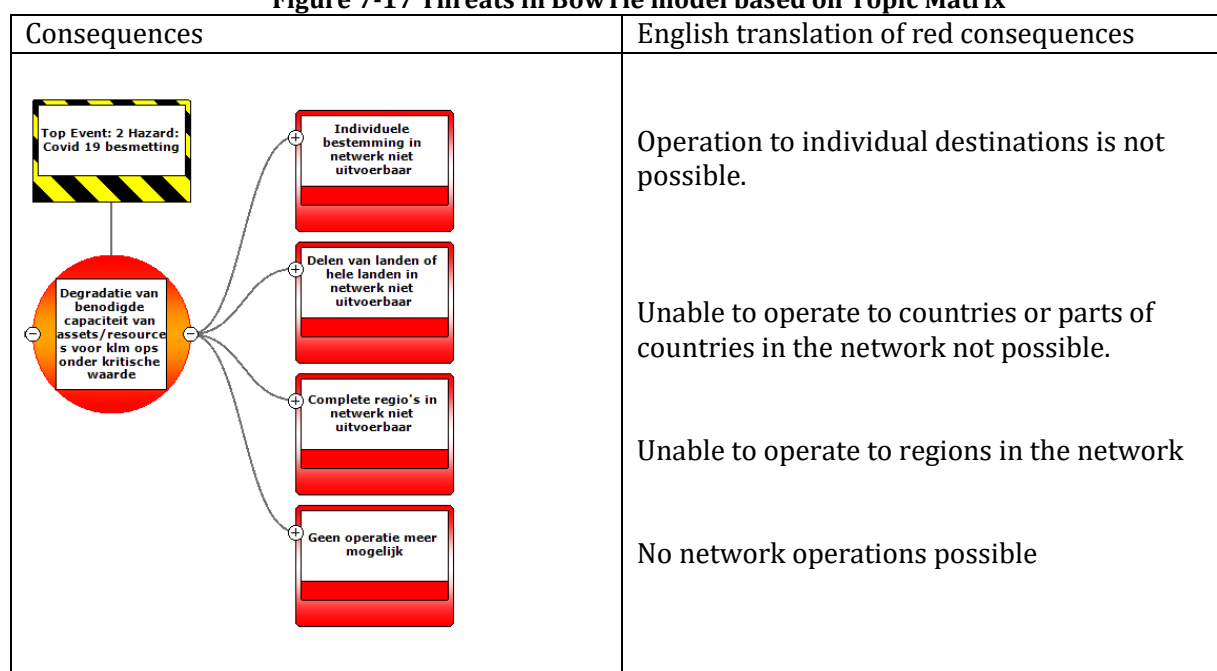 Figure 7-17 Threats in BowTie model based on Topic Matrix
Consequences
English translation of red consequences
Top Event: 2 Hazard:
Covid 19 besmetting
Degradatie van
benodigde
capaciteit van
assets/resource
s voor klm ops
onder kritische
waarde
Individuele
bestemming in
netwerk niet
uitvoerbaar
Delen van landen of
hele landen in
netwerk niet
uitvoerbaar
Complete regio's in
netwerk niet
uitvoerbaar
Geen operatie meer
mogelijk
Operation to individual destinations is not
possible.
Unable to operate to countries or parts of
countries in the network not possible.
Unable to operate to regions in the network
No network operations possible